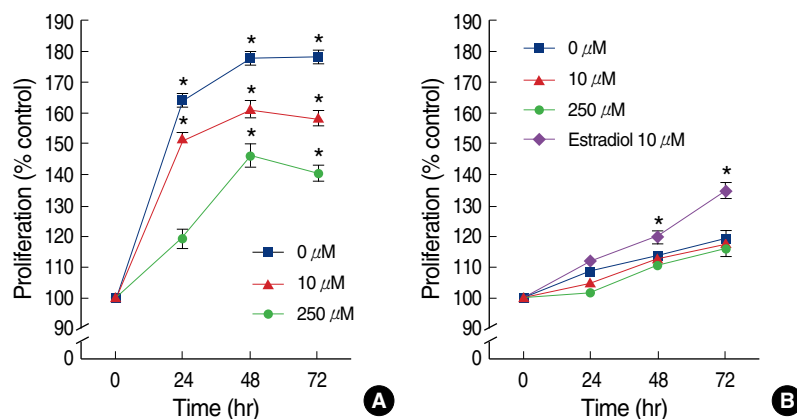 190
180
170
160
150
140
130
120
110
100
90
0
Proliferation (% control)
* * *
* * *
* *
0 μM
10 μM
250 μM
0 24 48 72
Time (hr)
A
190
180
170
160
150
140
130
120
110
100
90
0
Proliferation (% control)
0 μM
10 μM
250 μM
Estradiol 10 μM
* *
0 24 48 72
Time (hr)
B